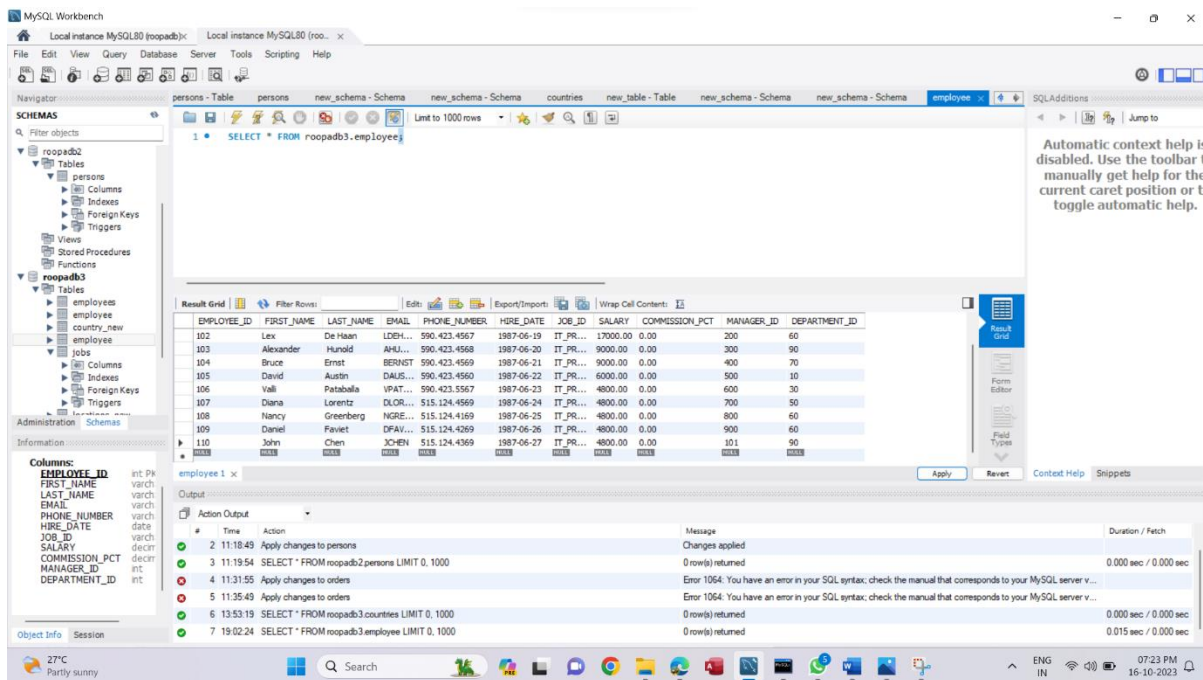 MySQL Workbench
Local instance MySQL80 (roopadb) × Local instance MySQL80 (roo... ×
File Edit View Query Database Server Tools Scripting Help
Navigator
persons - Table persons new_schema - Schema new_schema - Schema countries new_table - Table new_schema - Schema new_schema - Schema employee ×
SQLAdditions
SCHEMAS
Limit to 1000 rows
Jump to
Filter objects
1 SELECT * FROM roopadb3.employee;
Automatic context help is
disabled. Use the toolbar
manually get help for the
current caret position or
toggle automatic help.
roopadb2
Tables
persons
Columns
Indexes
Foreign Keys
Triggers
Views
Stored Procedures
Functions
roopadb3
Tables
employees
employee
country_new
employee
jobs
Columns
Indexes
Foreign Keys
Triggers
Administration Schemas
Result Grid Filter Rows: Edit: Export/Import: Wrap Cell Content:
EMPLOYEE_ID FIRST_NAME LAST_NAME EMAIL PHONE_NUMBER HIRE_DATE JOB_ID SALARY COMMISSION_PCT MANAGER_ID DEPARTMENT_ID
102 Lex De Haan LDEH... 590.423.4567 1987-06-19 IT_PR... 17000.00 0.00 200 60
103 Alexander Hunold AHU... 590.423.4568 1987-06-20 IT_PR... 9000.00 0.00 300 90
104 Bruce Ernst BERNST 590.423.4569 1987-06-21 IT_PR... 9000.00 0.00 400 70
105 David Austin DAUS... 590.423.4560 1987-06-22 IT_PR... 6000.00 0.00 500 10
106 Valli Pataballa VPAT... 590.423.5567 1987-06-23 IT_PR... 4800.00 0.00 600 30
107 Diana Lorentz DLOR... 515.124.4569 1987-06-24 IT_PR... 4800.00 0.00 700 50
108 Nancy Greenberg NGRE... 515.124.4169 1987-06-25 IT_PR... 4800.00 0.00 800 60
109 Daniel Faviet DFAV... 515.124.4269 1987-06-26 IT_PR... 4800.00 0.00 900 60
110 John Chen JCHEN 515.124.4369 1987-06-27 IT_PR... 4800.00 0.00 101 90
NULL NULL NULL NULL NULL NULL NULL NULL NULL NULL NULL
Result
Grid
Form
Editor
Field
Types
employee 1 ×
Apply Revert
Context Help Snippets
Information
Columns:
EMPLOYEE_ID int PK
FIRST_NAME varch
LAST_NAME varch
EMAIL varch
PHONE_NUMBER varch
HIRE_DATE date
JOB_ID varch
SALARY decim
COMMISSION_PCT decim
MANAGER_ID int
DEPARTMENT_ID int
Object Info Session
Output
Action Output
# Time Action Message Duration / Fetch
2 11:18:49 Apply changes to persons Changes applied
3 11:19:54 SELECT * FROM roopadb2.persons LIMIT 0, 1000 0 row(s) returned 0.000 sec / 0.000 sec
4 11:31:55 Apply changes to orders Error 1064: You have an error in your SQL syntax; check the manual that corresponds to your MySQL server v...
5 11:35:49 Apply changes to orders Error 1064: You have an error in your SQL syntax; check the manual that corresponds to your MySQL server v...
6 13:53:19 SELECT * FROM roopadb3.countries LIMIT 0, 1000 0 row(s) returned 0.000 sec / 0.000 sec
7 19:02:24 SELECT * FROM roopadb3.employee LIMIT 0, 1000 0 row(s) returned 0.015 sec / 0.000 sec
27°C
Partly sunny
Search
ENG
IN
07:23 PM
16-10-2023